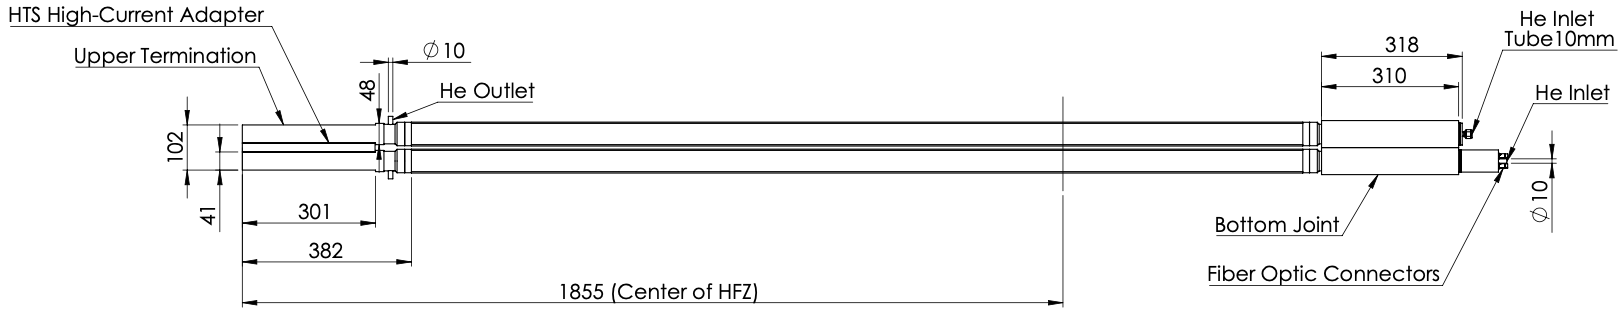 HTS High-Current Adapter
Upper Termination
∅10
48
He Outlet
318
310
He Inlet
Tube10mm
He Inlet
102
41
301
382
1855 (Center of HFZ)
∅10
Bottom Joint
Fiber Optic Connectors